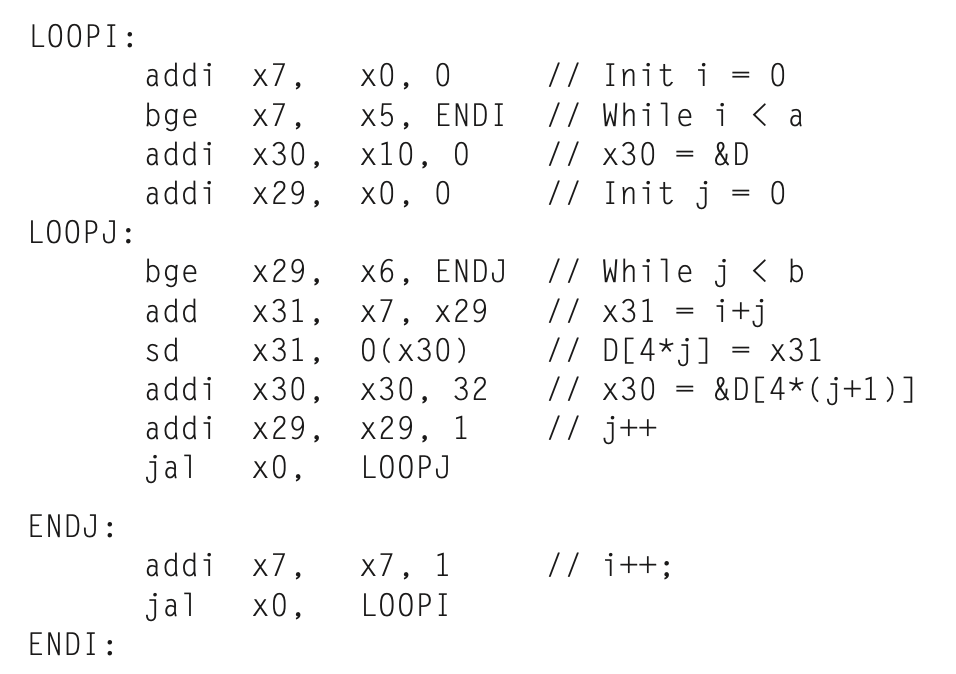 LOOPI:
addi x7, x0, 0 // Init i = 0
bge x7, x5, ENDI // While i < a
addi x30, x10, 0 // x30 = &D
addi x29, x0, 0 // Init j = 0
LOOPJ:
bge x29, x6, ENDJ // While j < b
add x31, x7, x29 // x31 = i+j
sd x31, 0(x30) // D[4*j] = x31
addi x30, x30, 32 // x30 = &D[4*(j+1)]
addi x29, x29, 1 // j++
jal x0, LOOPJ
ENDJ:
addi x7, x7, 1 // i++;
jal x0, LOOPI
ENDI: